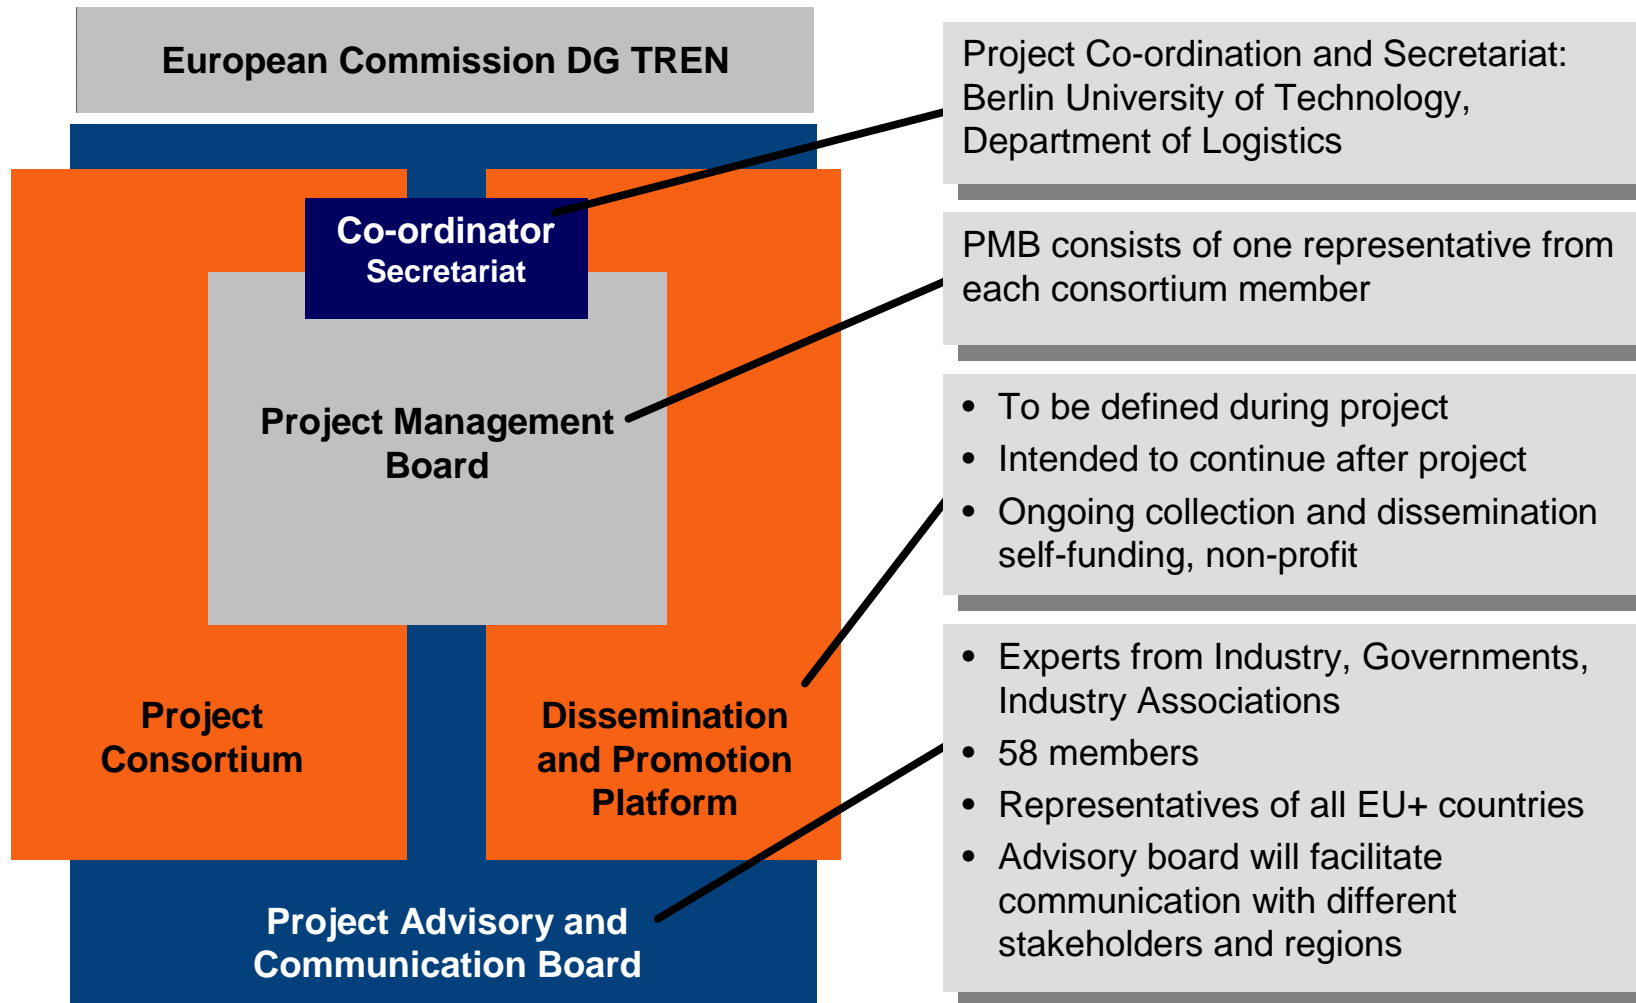 European Commission DG TREN
Co-ordinator
Secretariat
Project Management
Board
Project
Consortium
Dissemination
and Promotion
Platform
Project Advisory and
Communication Board
Project Co-ordination and Secretariat:
Berlin University of Technology,
Department of Logistics
PMB consists of one representative from
each consortium member
• To be defined during project
• Intended to continue after project
• Ongoing collection and dissemination
self-funding, non-profit
• Experts from Industry, Governments,
Industry Associations
• 58 members
• Representatives of all EU+ countries
• Advisory board will facilitate
communication with different
stakeholders and regions